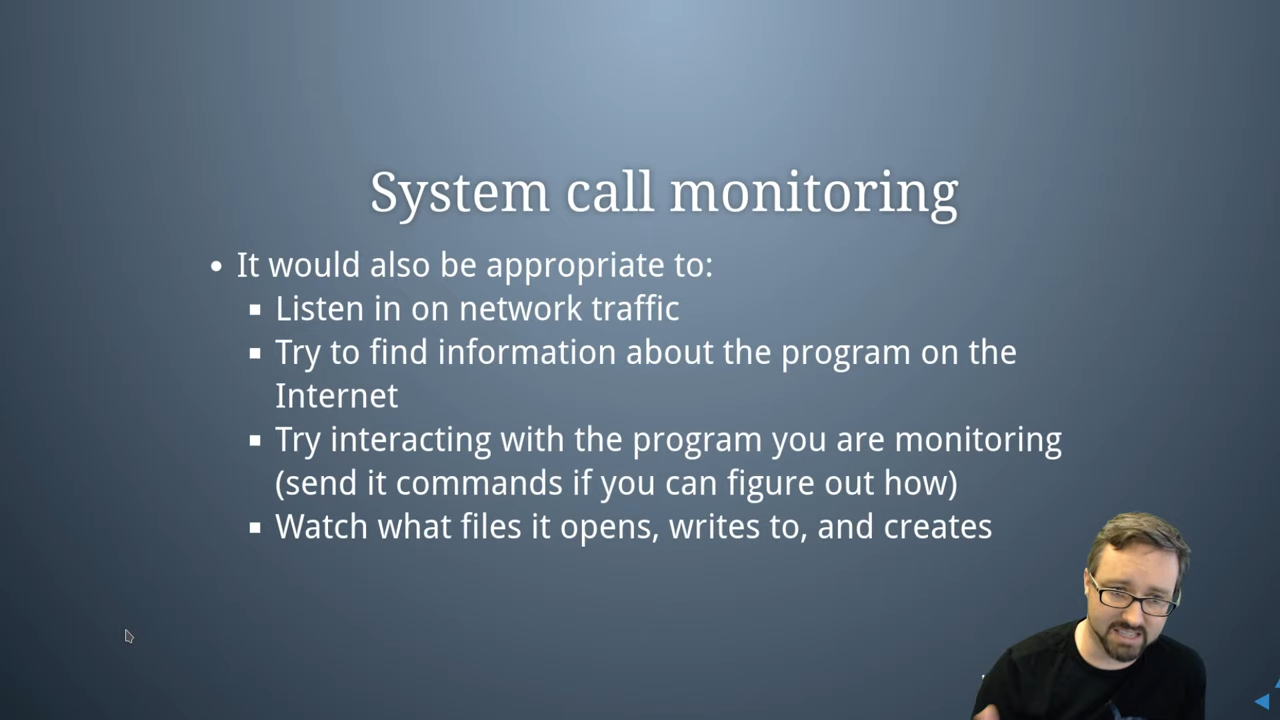 System call monitoring
It would also be appropriate to:
Listen in on network traffic
Try to find information about the program on the
Internet
Try interacting with the program you are monitoring
(send it commands if you can figure out how)
Watch what files it opens, writes to, and creates